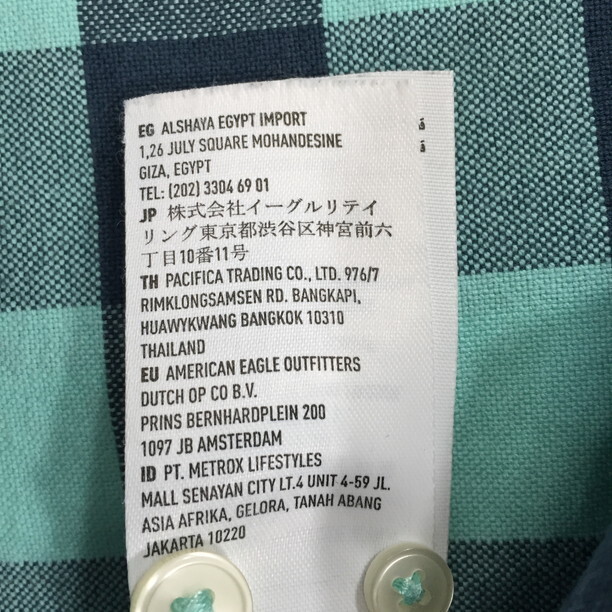 EG ALSHAYA EGYPT IMPORT
1,26 JULY SQUARE MOHANDESINE
GIZA, EGYPT
TEL: (202) 3304 69 01
JP 株式会社イーグルリテイ
リング東京都渋谷区神宮前六
丁目10番11号
TH PACIFICA TRADING CO., LTD. 976/7
RIMKLONGSAMSEN RD. BANGKAPI,
HUAWYKWANG BANGKOK 10310
THAILAND
EU AMERICAN EAGLE OUTFITTERS
DUTCH OP CO B.V.
PRINS BERNHARDPLEIN 200
1097 JB AMSTERDAM
ID PT. METROX LIFESTYLES
MALL SENAYAN CITY LT.4 UNIT 4-59 JL.
ASIA AFRIKA, GELORA, TANAH ABANG
JAKARTA 10220